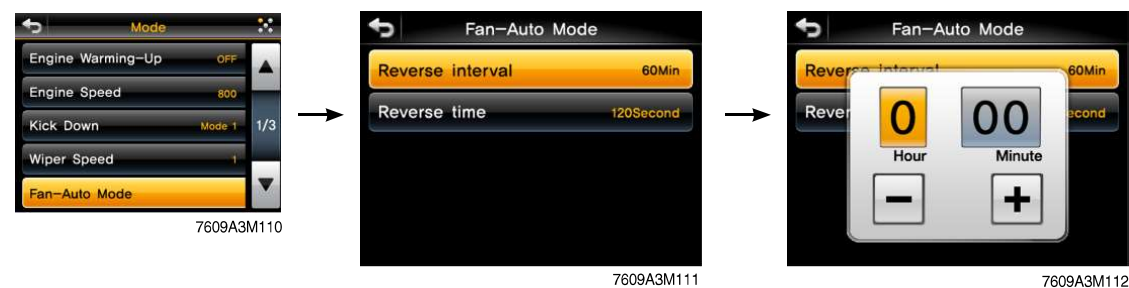 Mode
Engine Warming-Up OFF
Engine Speed 800
Kick Down Mode 1
1/3
Wiper Speed 1
Fan-Auto Mode
7609A3M110
Fan-Auto Mode
Reverse interval 60Min
Reverse time 120Second
7609A3M111
Fan-Auto Mode
Reverse interval 60Min
Rever econd
0 00
Hour Minute
- +
7609A3M112